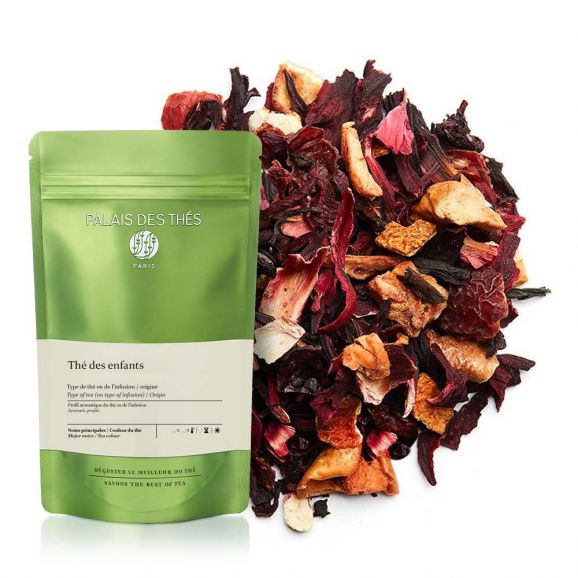 PALAIS DES THÉS
PARIS
Thé des enfants
Type de thé ou de l'infusion / origine
Type of tea (ou type of infusion) / Origin
Profil aromatique du thé ou de l'infusion
Aromatic profile
Notes principales / Couleur du thé
Major notes / Tea colour
DÉGUSTER LE MEILLEUR DU THÉ
SAVOUR THE BEST OF TEA